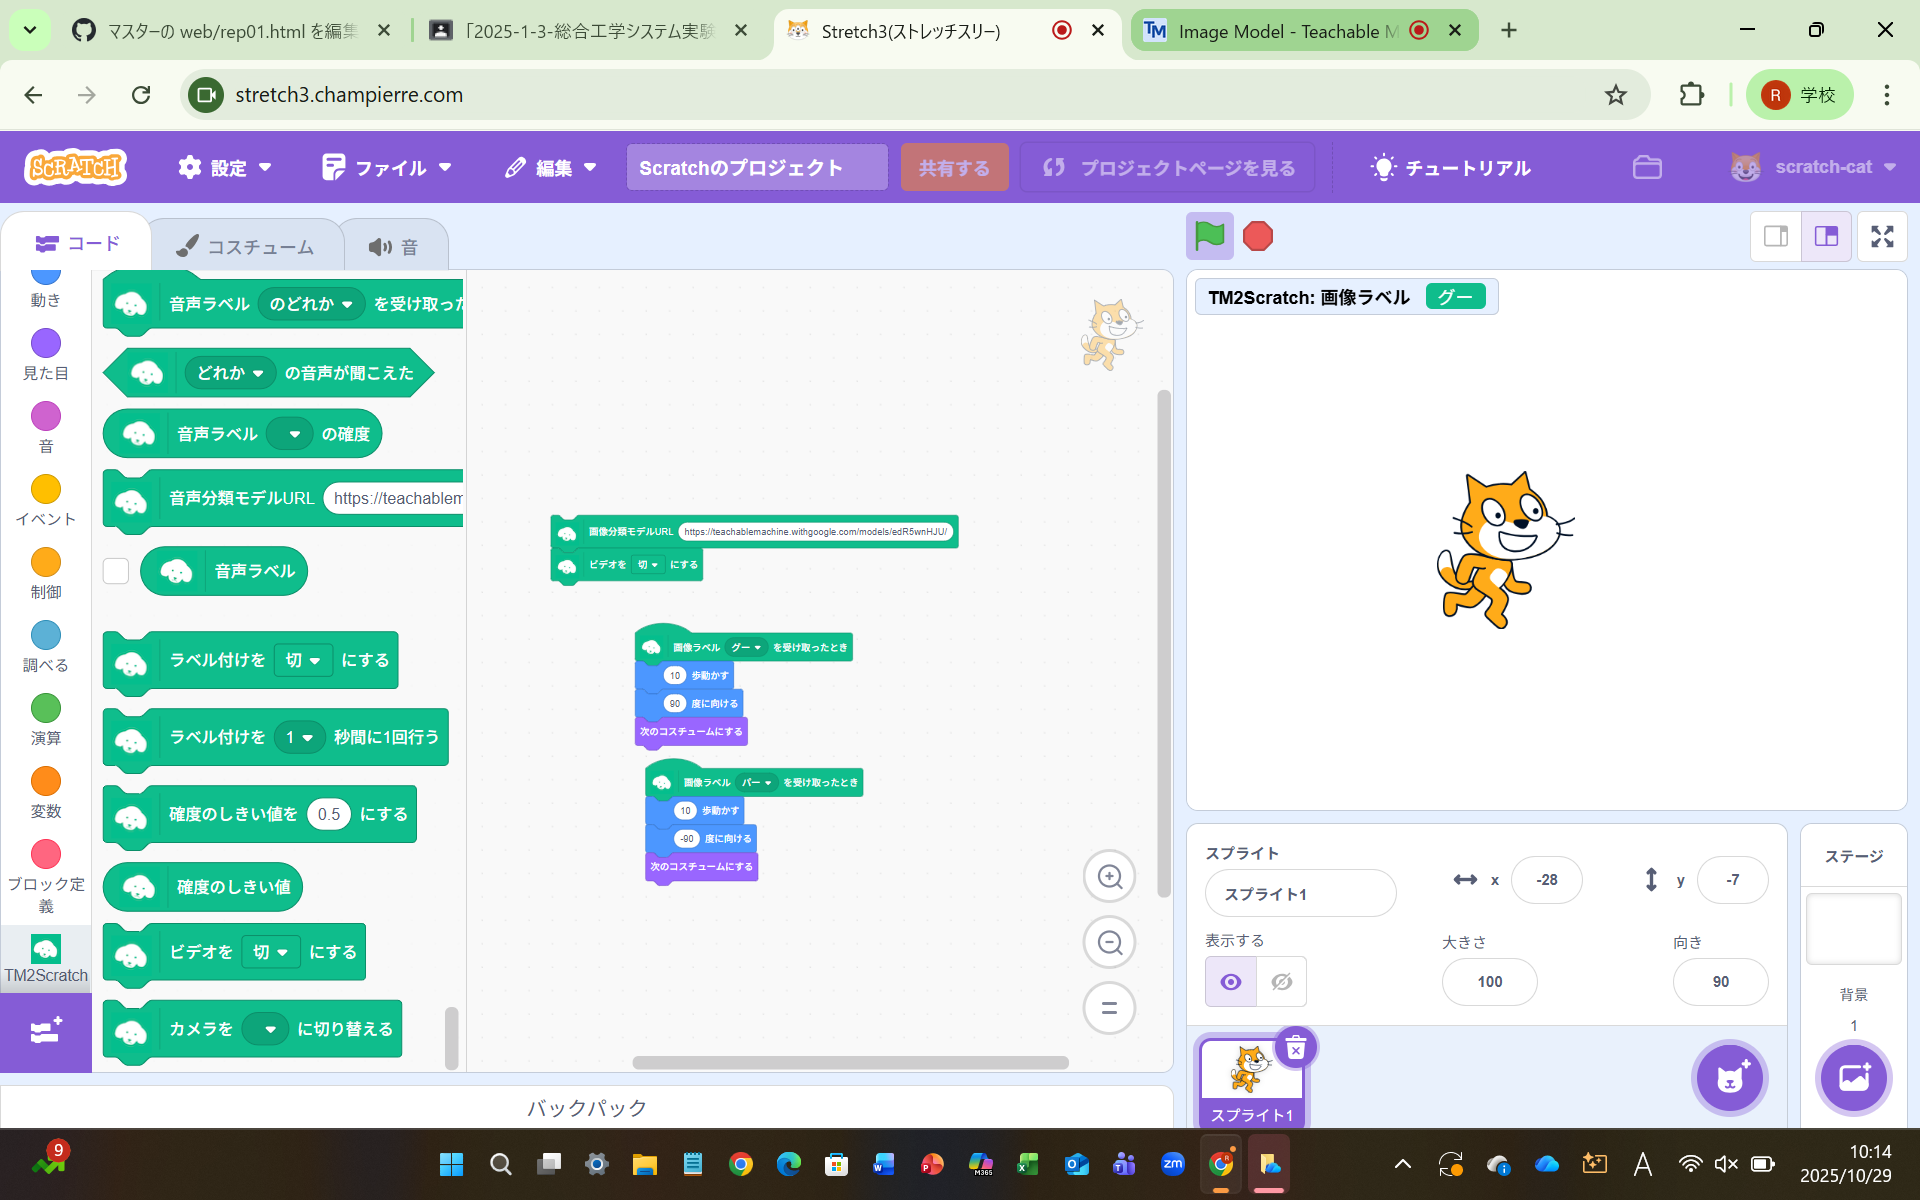 マスターの web/rep01.html を編集
「2025-1-3-総合工学システム実験
Stretch3(ストレッチスリー)
Image Model - Teachable M
stretch3.champierre.com
R 学校
SCRATCH
設定
ファイル
編集
Scratchのプロジェクト
共有する
プロジェクトページを見る
チュートリアル
scratch-cat
コード
コスチューム
音
動き
見た目
音
イベント
制御
調べる
演算
変数
ブロック定
義
TM2Scratch
音声ラベル のどれか を受け取った
どれか の音声が聞こえた
音声ラベル の確度
音声分類モデルURL https://teachablem
音声ラベル
ラベル付けを 切 にする
ラベル付けを 1 秒間に1回行う
確度のしきい値を 0.5 にする
確度のしきい値
ビデオを 切 にする
カメラを に切り替える
画像分類モデルURL https://teachablemachine.withgoogle.com/models/edR5wnHJU/
ビデオを 切 にする
画像ラベル グー を受け取ったとき
10 歩動かす
90 度に向ける
次のコスチュームにする
画像ラベル パー を受け取ったとき
10 歩動かす
-90 度に向ける
次のコスチュームにする
バックパック
TM2Scratch: 画像ラベル グー
スプライト
スプライト1
x -28
y -7
表示する
大きさ
100
向き
90
スプライト1
ステージ
背景
1
9
zm
A
10:14
2025/10/29